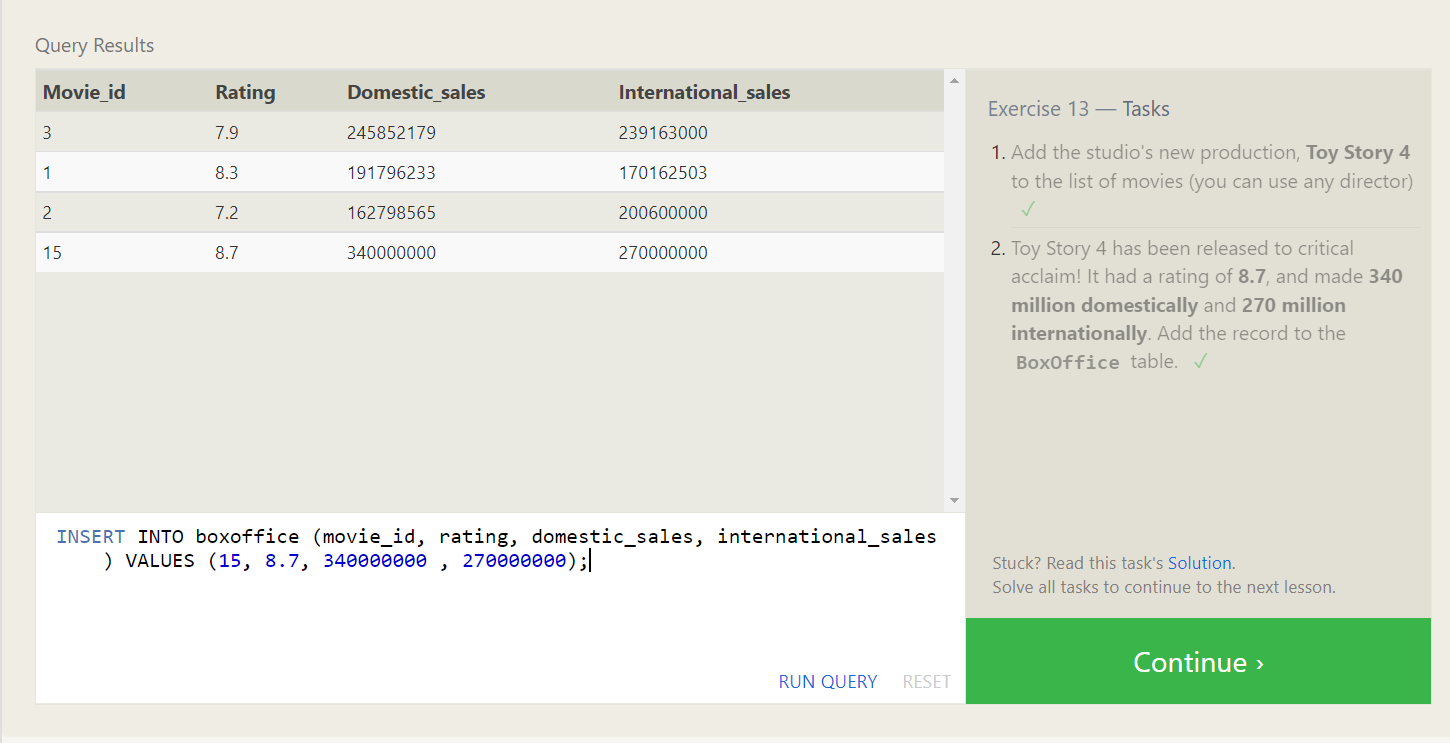 Query Results
Movie_id Rating Domestic_sales International_sales
3 7.9 245852179 239163000
1 8.3 191796233 170162503
2 7.2 162798565 200600000
15 8.7 340000000 270000000
INSERT INTO boxoffice (movie_id, rating, domestic_sales, international_sales
) VALUES (15, 8.7, 340000000 , 270000000);
RUN QUERY RESET
Exercise 13 — Tasks
1. Add the studio's new production, Toy Story 4
to the list of movies (you can use any director)
✓
2. Toy Story 4 has been released to critical
acclaim! It had a rating of 8.7, and made 340
million domestically and 270 million
internationally. Add the record to the
BoxOffice table. ✓
Stuck? Read this task's Solution.
Solve all tasks to continue to the next lesson.
Continue ›